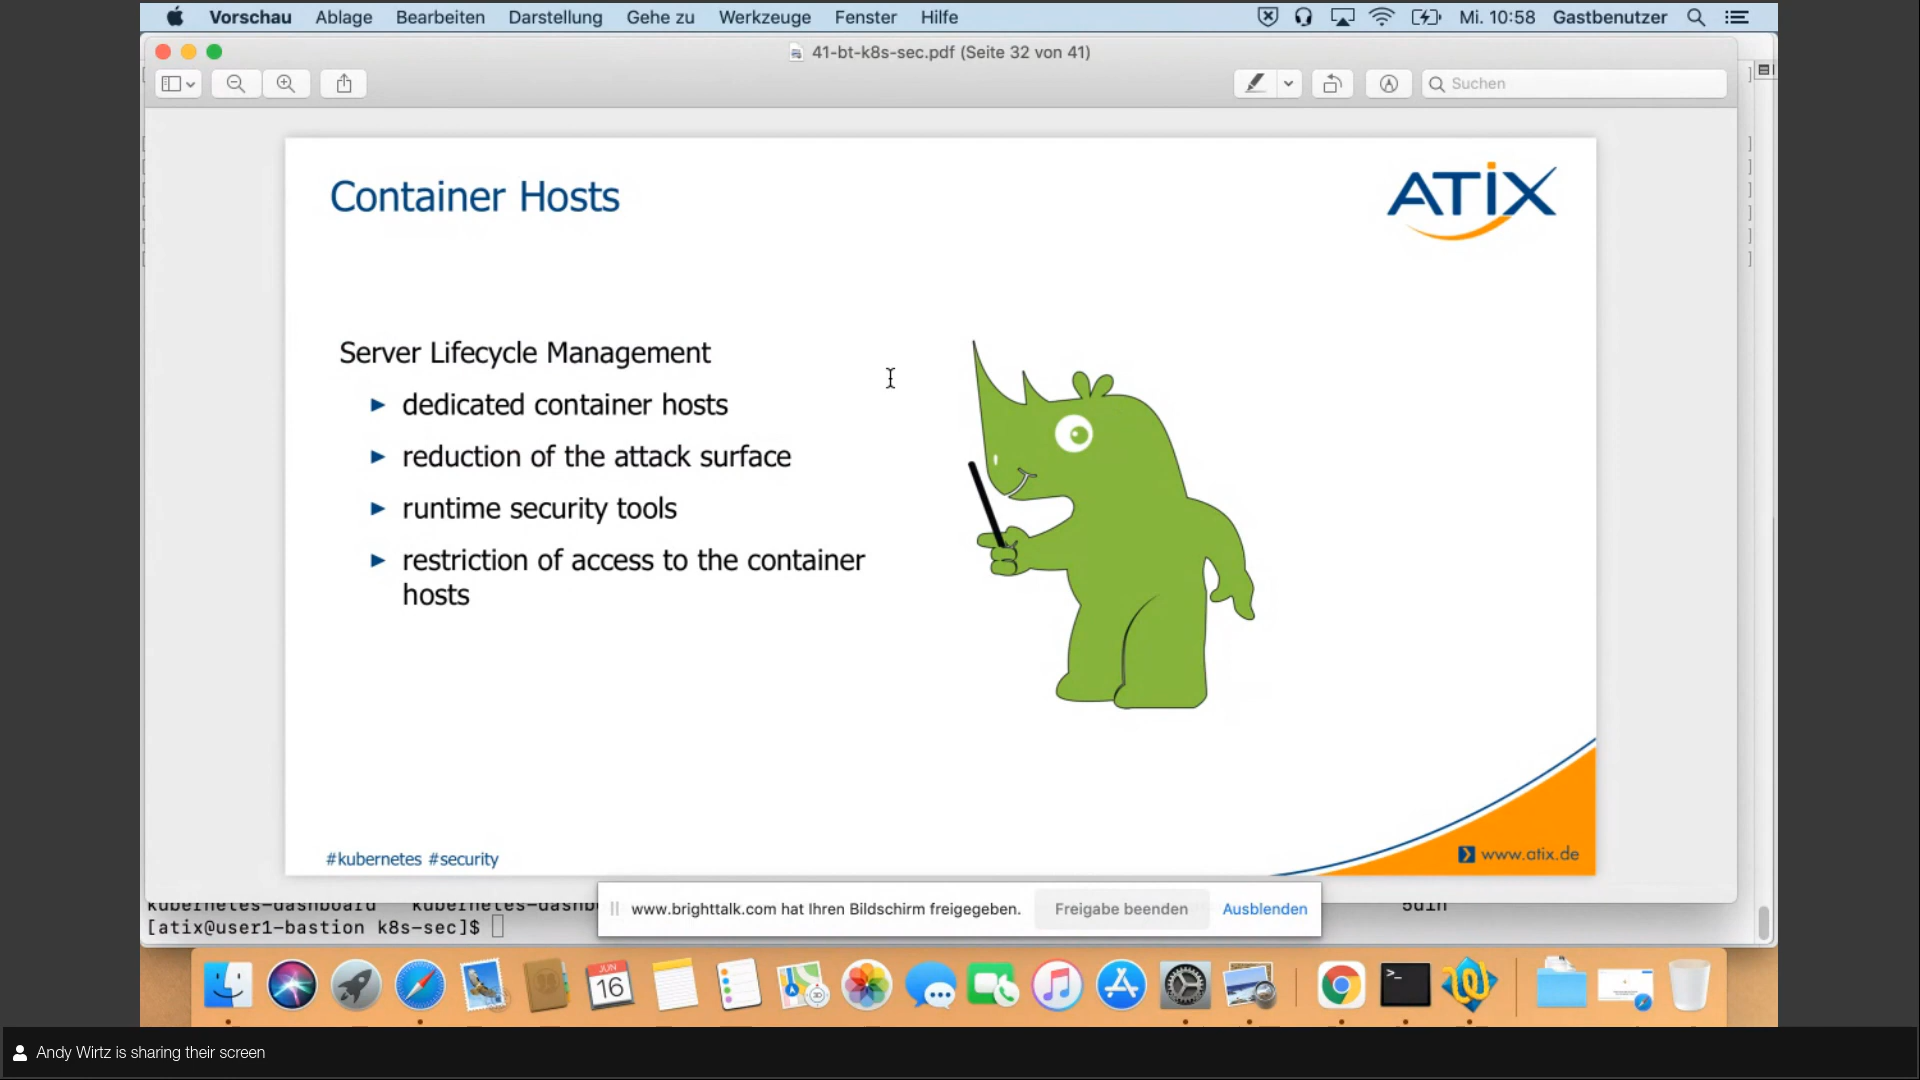 Vorschau Ablage Bearbeiten Darstellung Gehe zu Werkzeuge Fenster Hilfe Mi. 10:58 Gastbenutzer
41-bt-k8s-sec.pdf (Seite 32 von 41)
Suchen
Container Hosts
ATIX
Server Lifecycle Management
dedicated container hosts
reduction of the attack surface
runtime security tools
restriction of access to the container
hosts
#kubernetes #security
www.atix.de
kubernetes-dashboard
www.brighttalk.com hat Ihren Bildschirm freigegeben. Freigabe beenden Ausblenden
[atix@user1-bastion k8s-sec]$
JUN
16
Andy Wirtz is sharing their screen